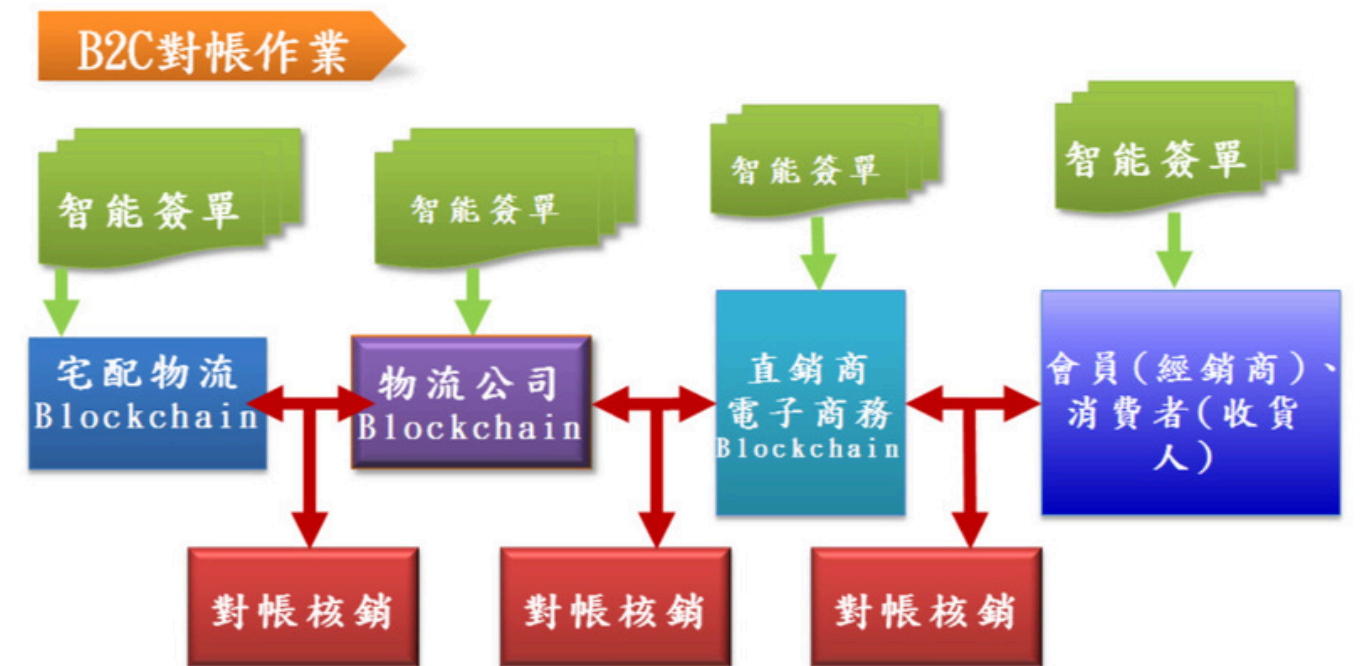 B2C對帳作業
智能簽單
智能簽單
智能簽單
智能簽單
宅配物流
Blockchain
物流公司
Blockchain
直銷商
電子商務
Blockchain
會員(經銷商)、
消費者(收貨
人)
對帳核銷
對帳核銷
對帳核銷